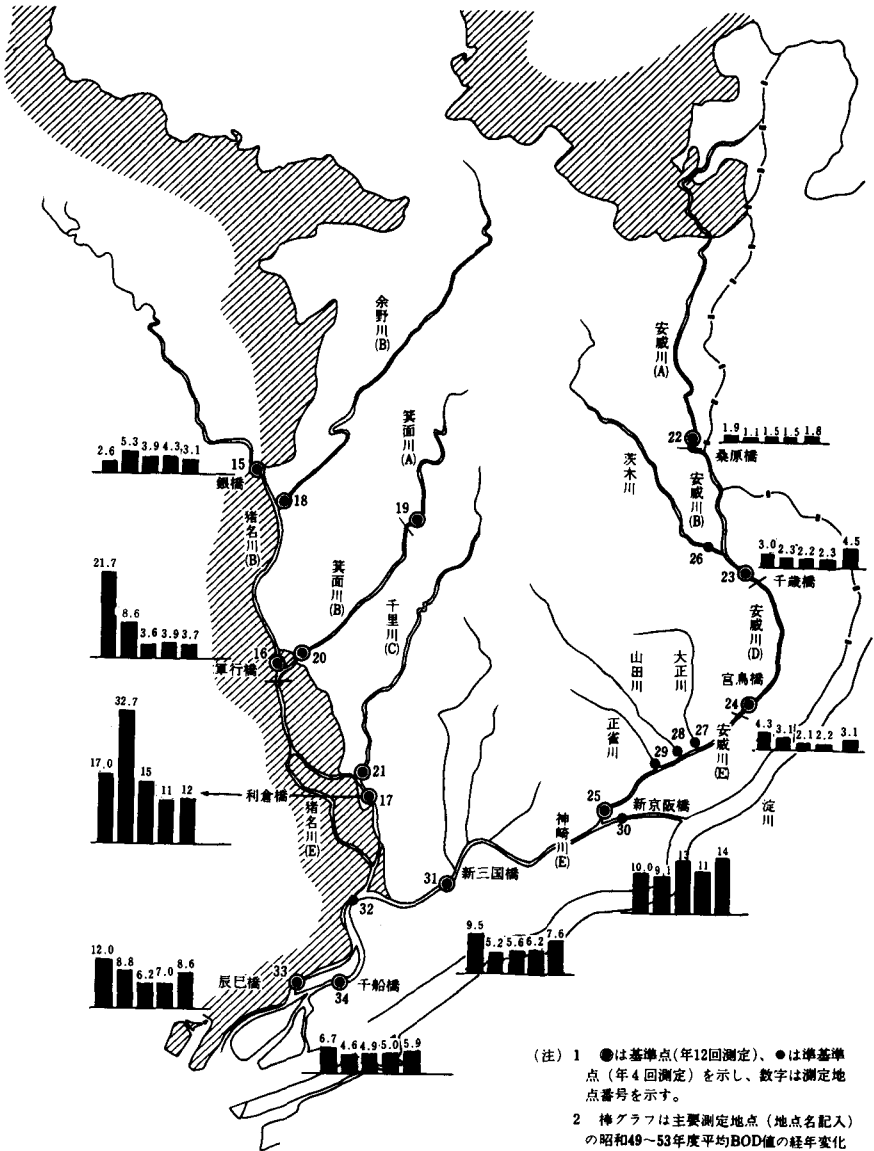 余野川(B)
安威川(A)
箕面川(A)
22
1.9 1.1 1.5 1.5 1.8
桑原橋
茨木川
2.6 5.3 3.9 4.3 3.1
15
銀橋
18
19
安威川(B)
猪名川(B)
26
3.0 2.3 2.2 2.3 4.5
23
千歳橋
箕面川(B)
千里川(C)
21.7 8.6 3.6 3.9 3.7
16
軍行橋
20
安威川(D)
山田川
大正川
宮鳥橋
24
正雀川
29
28
27
安威川(E)
4.3 3.1 2.1 2.2 3.1
17.0 32.7 15 11 12
利倉橋
21
17
猪名川(E)
25
新京阪橋
30
神崎川(E)
淀川
10.0 9.1 13 11 14
31
新三国橋
32
9.5 5.2 5.6 6.2 7.6
12.0 8.8 6.2 7.0 8.6
辰巳橋
33
34
千船橋
6.7 4.6 4.9 5.0 5.9
(注) 1 ◉は基準点(年12回測定)、●は準基準
点(年4回測定)を示し、数字は測定地
点番号を示す。
2 棒グラフは主要測定地点(地点名記入)
の昭和49~53年度平均BOD値の経年変化